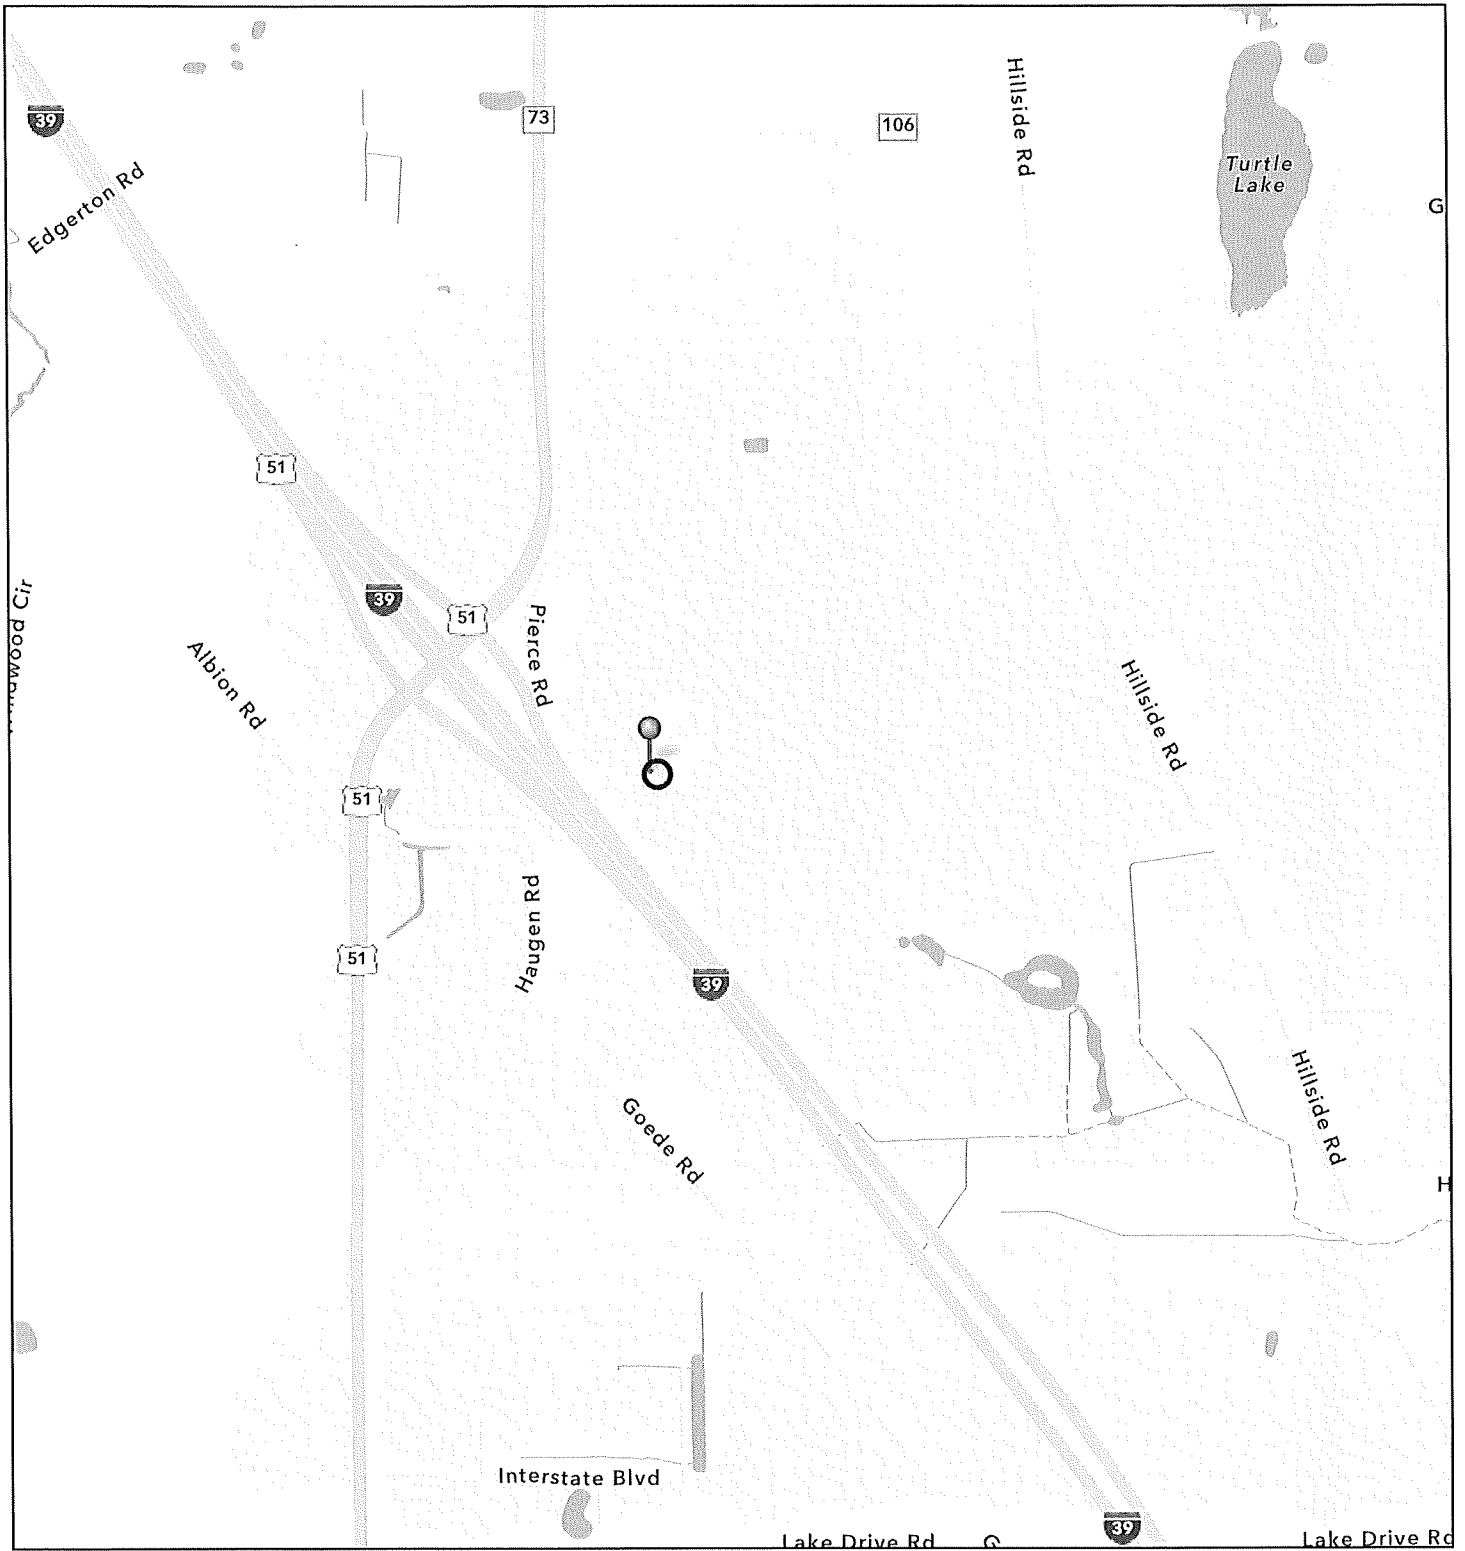 Hillside Rd
39
73
106
Turtle
Lake
Edgerton Rd
G
51
39
51
Pierce Rd
Albion Rd
Hillside Rd
51
Haugen Rd
51
39
Hillside Rd
Goede Rd
H
Interstate Blvd
39
Lake Drive Rd
Lake Drive Rd